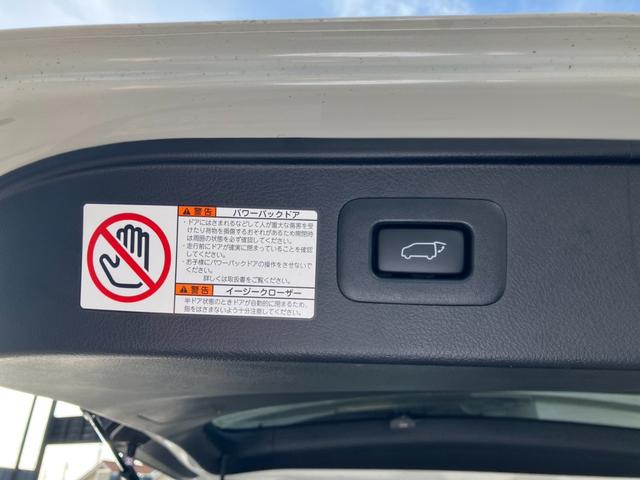 警告 パワーバックドア
・ドアにはさまれるなどして人が重大な傷害を
受けたり荷物を損傷するおそれがあるため開閉時
は周囲の状態を必ず確認してください。
・走行前にドアが確実に閉まっていることを確認
してください。
・お子様にパワーバックドアの操作をさせないで
ください。
詳しくは取扱書をご覧ください。
警告 イージークローザー
半ドア状態のときドアが自動的に閉まるため、
指をはさまないよう十分注意してください。